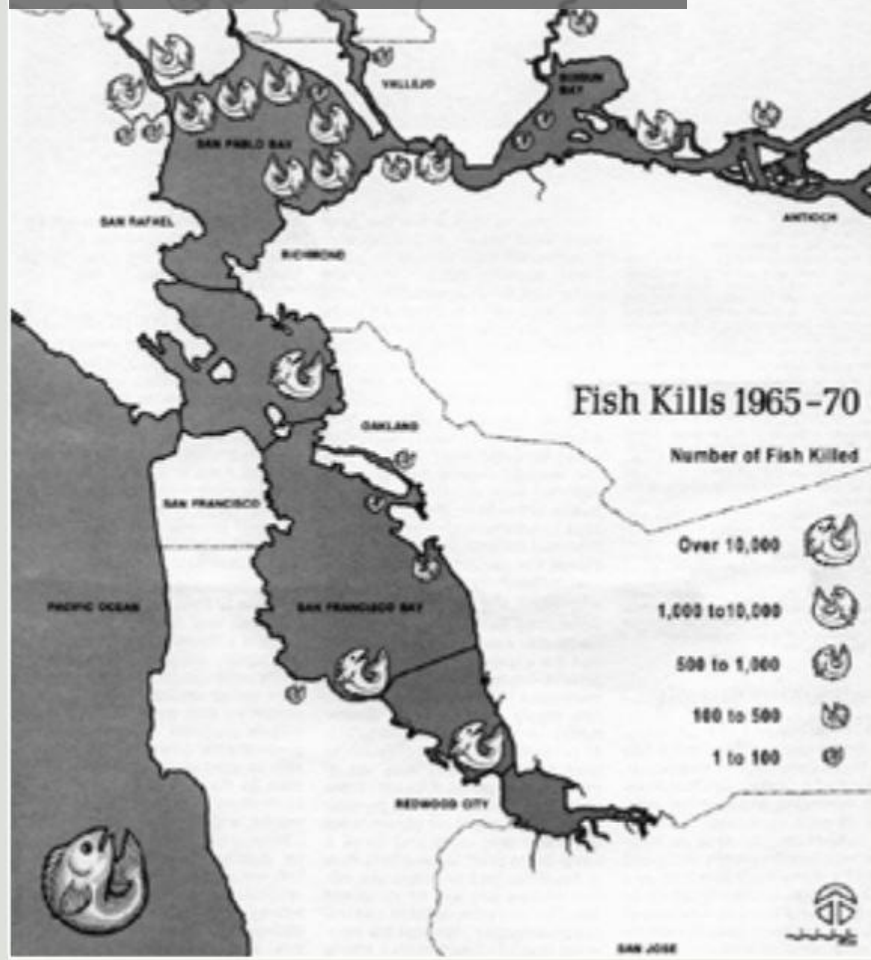 VALLEJO
SUISUN
BAY
SAN PABLO BAY
SAN RAFAEL
ANTIOCH
RICHMOND
Fish Kills 1965-70
OAKLAND
Number of Fish Killed
SAN FRANCISCO
Over 10,000
PACIFIC OCEAN
SAN FRANCISCO BAY
1,000 to10,000
500 to 1,000
100 to 500
1 to 100
REDWOOD CITY
SAN JOSE